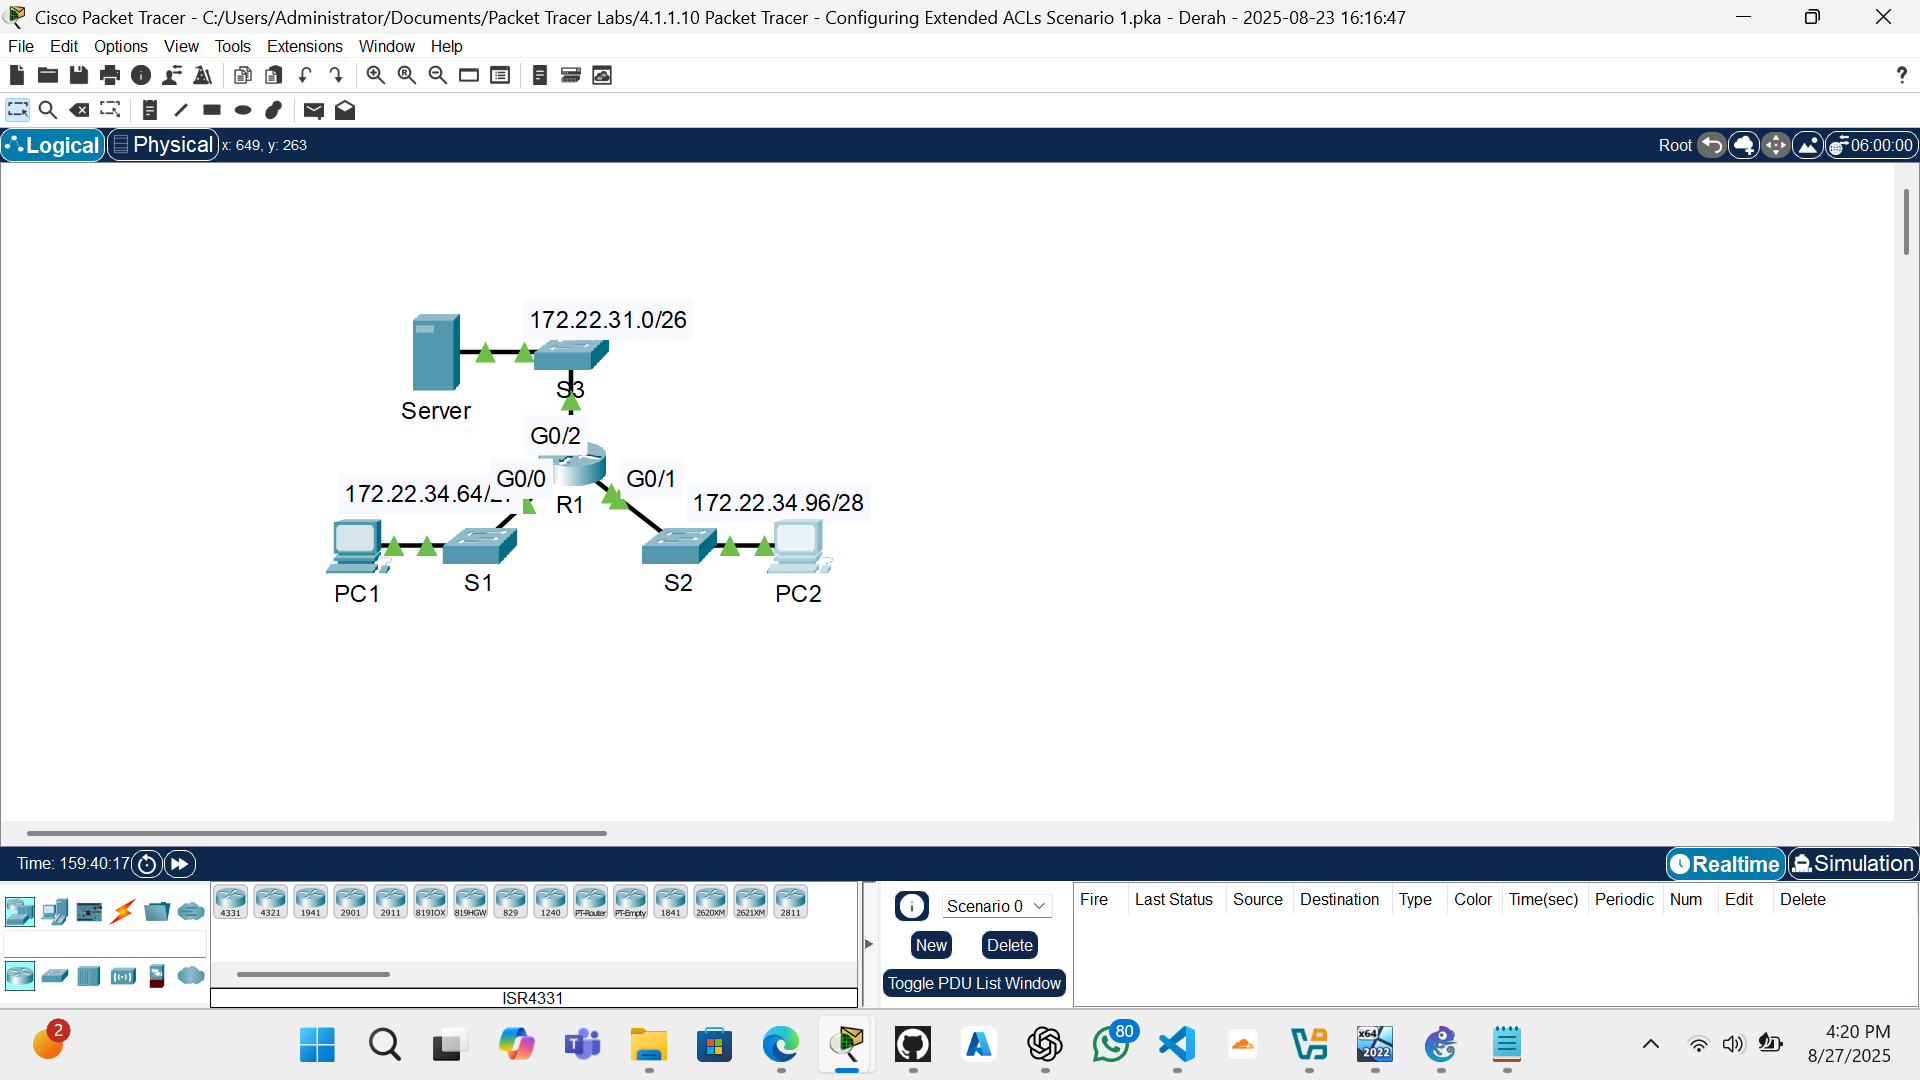 Cisco Packet Tracer - C:/Users/Administrator/Documents/Packet Tracer Labs/4.1.1.10 Packet Tracer - Configuring Extended ACLs Scenario 1.pka - Derah - 2025-08-23 16:16:47
File Edit Options View Tools Extensions Window Help
?
Logical Physical x: 649, y: 263 Root 06:00:00
172.22.31.0/26
S3
Server
G0/2
G0/0 G0/1
172.22.34.64/
R1 172.22.34.96/28
S1 S2
PC1 PC2
Time: 159:40:17 Realtime Simulation
4331 4321 1941 2901 2911 819IOX 819HGW 829 1240 PT-Router PT-Empty 1841 2620XM 2621XM 2811
Scenario 0
New Delete
Toggle PDU List Window
Fire Last Status Source Destination Type Color Time(sec) Periodic Num Edit Delete
ISR4331
2
80
x64
2022
4:20 PM
8/27/2025